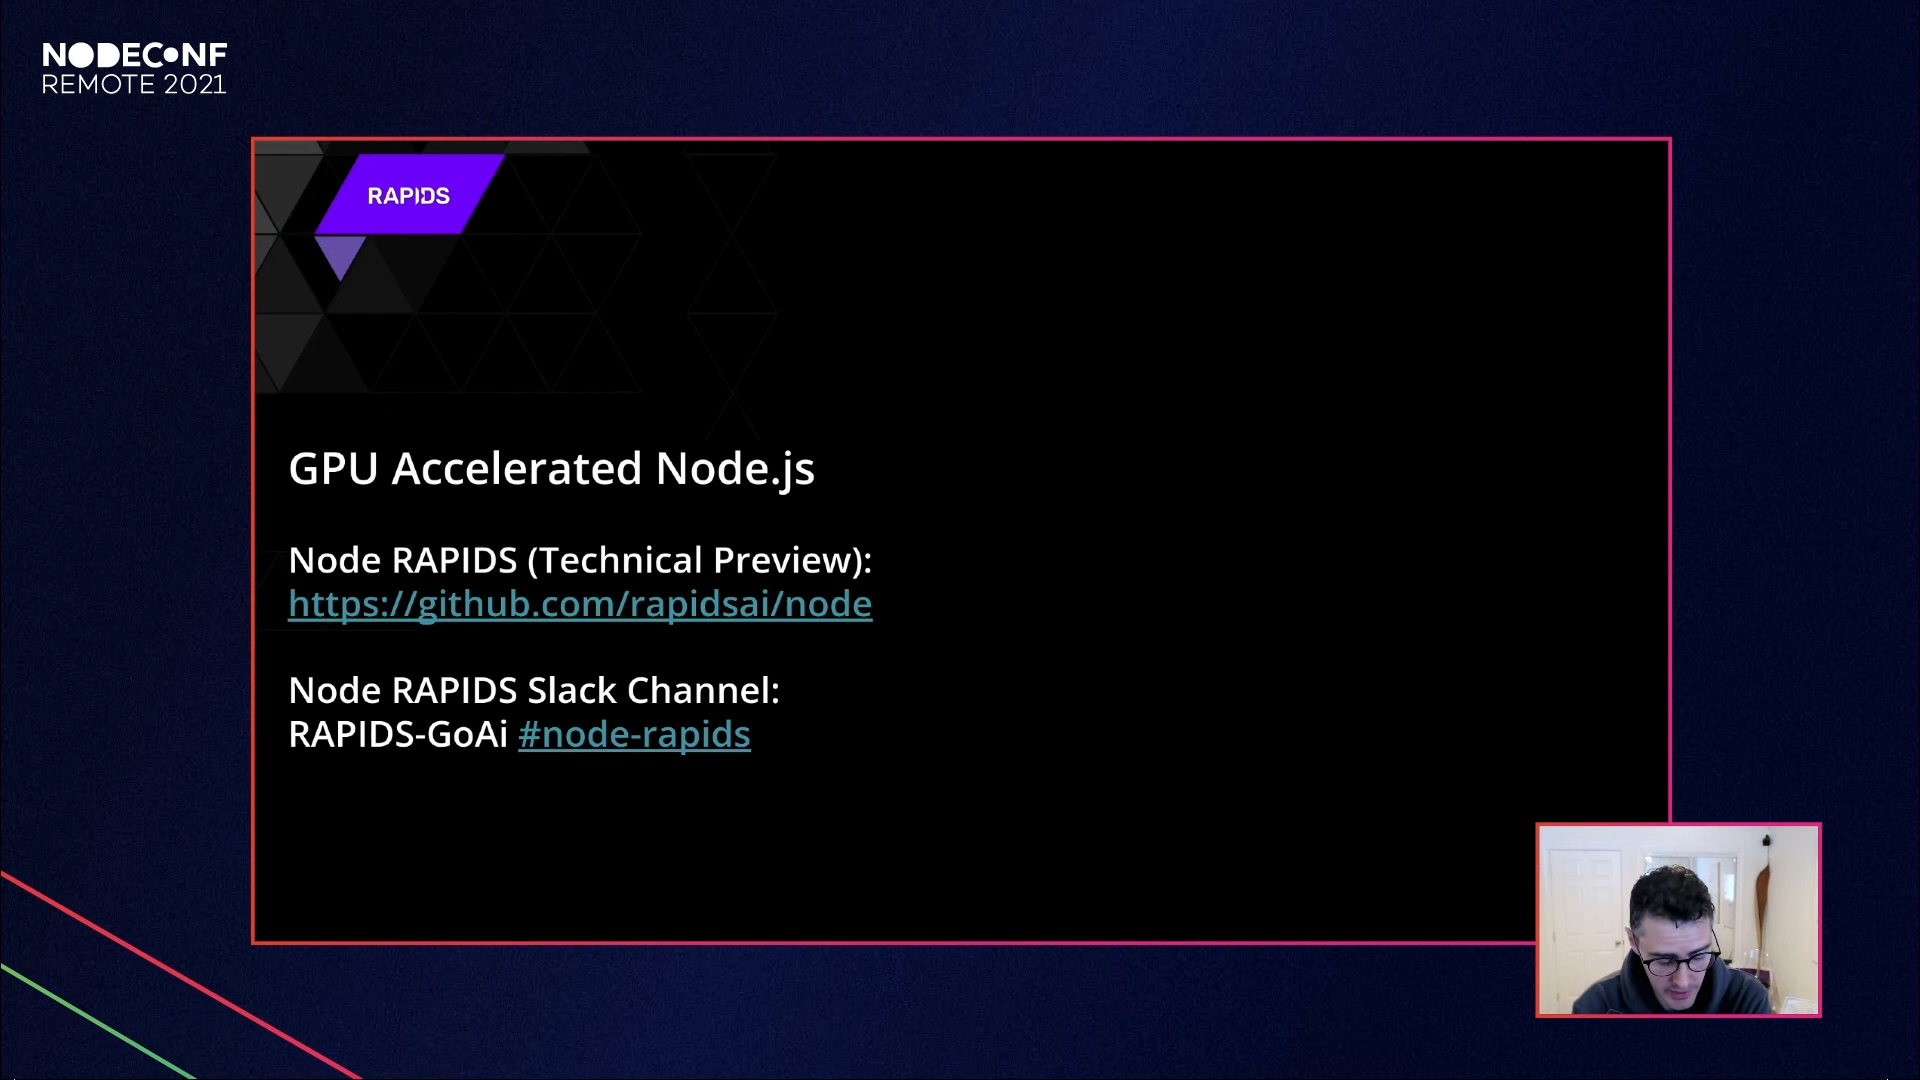 NODECONF
REMOTE 2021
RAPIDS
GPU Accelerated Node.js
Node RAPIDS (Technical Preview):
https://github.com/rapidsai/node
Node RAPIDS Slack Channel:
RAPIDS-GoAi #node-rapids